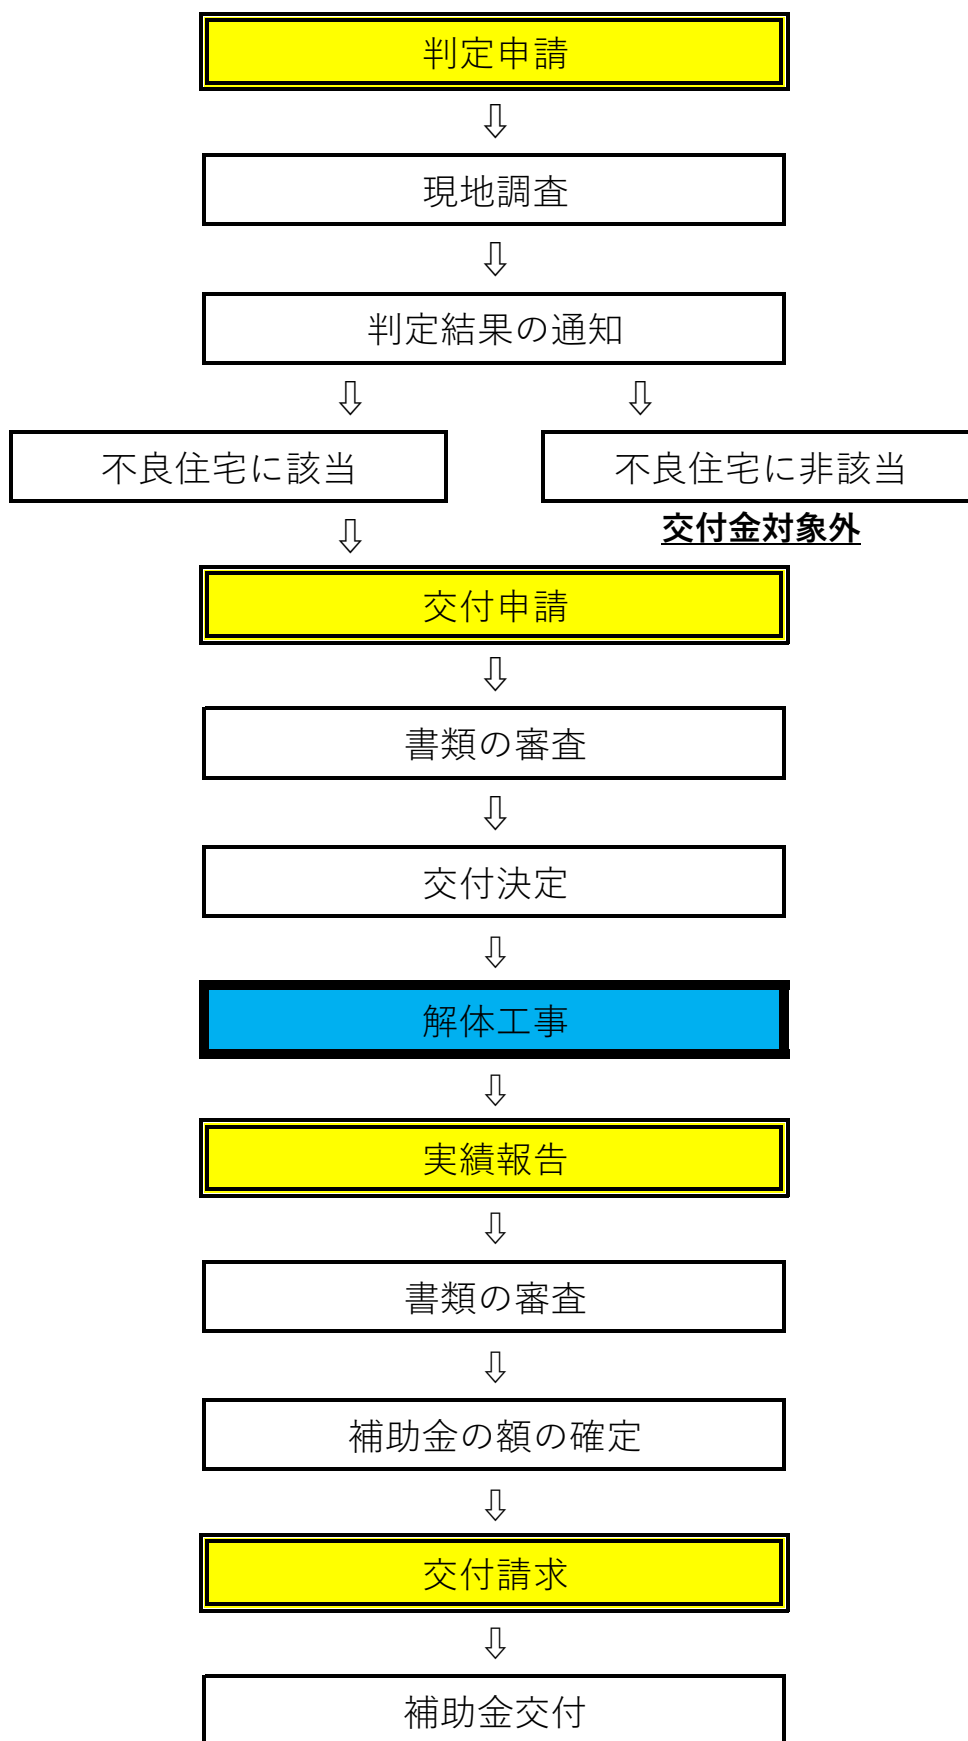 判定申請
⇩
現地調査
⇩
判定結果の通知
⇩ ⇩
不良住宅に該当
不良住宅に非該当
交付金対象外
⇩
交付申請
⇩
書類の審査
⇩
交付決定
⇩
解体工事
⇩
実績報告
⇩
書類の審査
⇩
補助金の額の確定
⇩
交付請求
⇩
補助金交付